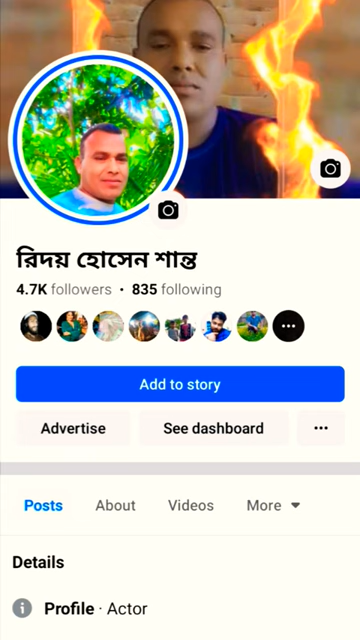 রিদয় হোসেন শান্ত
4.7K followers • 835 following
Add to story
Advertise
See dashboard
Posts
About
Videos
More
Details
Profile · Actor